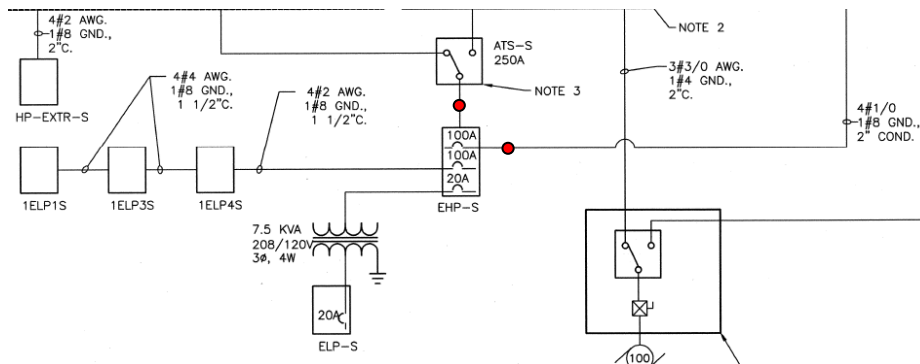 4#2 AWG.
1#8 GND.,
2"C.
HP-EXTR-S
4#4 AWG.
1#8 GND.,
1 1/2"C.
4#2 AWG.
1#8 GND.,
1 1/2"C.
ATS-S
250A
NOTE 3
NOTE 2
3#3/0 AWG.
1#4 GND.,
2"C.
4#1/0
1#8 GND.,
2" COND.
100A
100A
20A
EHP-S
1ELP1S
1ELP3S
1ELP4S
7.5 KVA
208/120V
3ø, 4W
20A
ELP-S
100